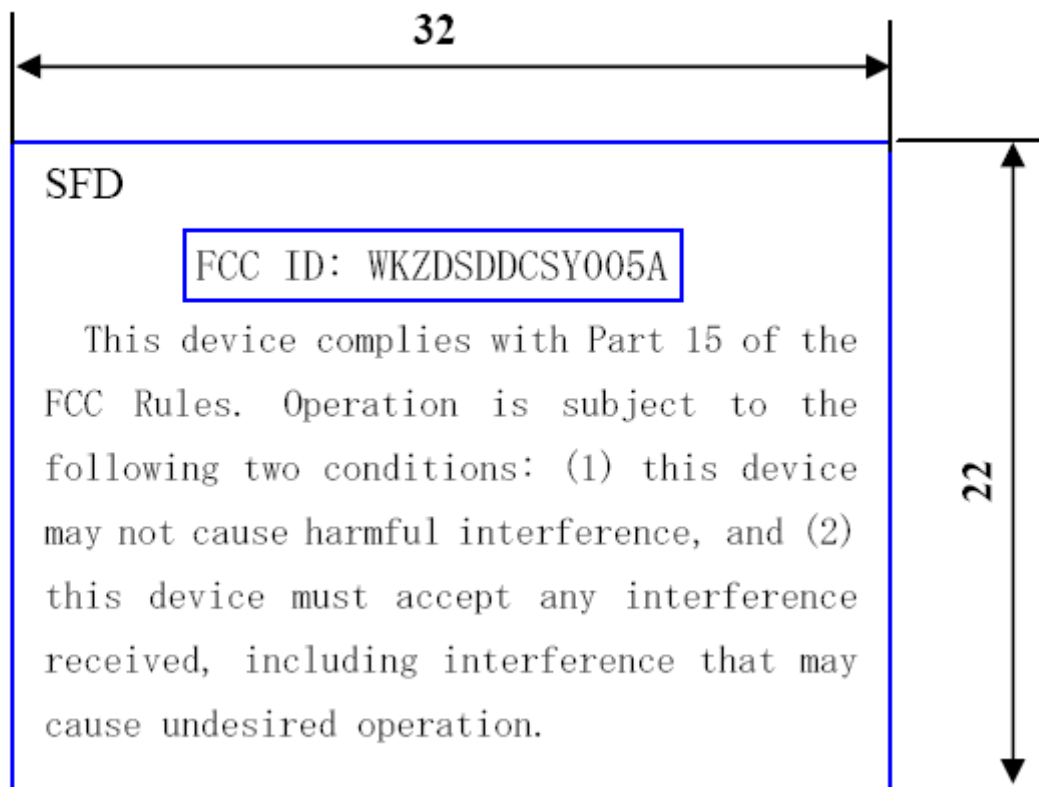 32
SFD
FCC ID: WKZDSDDCSY005A
This device complies with Part 15 of the
FCC Rules. Operation is subject to the
following two conditions: (1) this device
may not cause harmful interference, and (2)
this device must accept any interference
received, including interference that may
cause undesired operation.
22